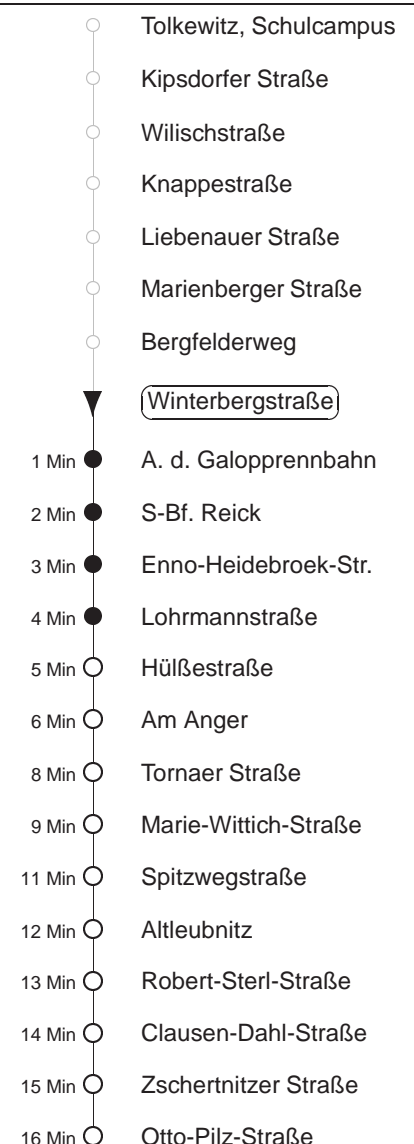 Tolkewitz, Schulcampus
Kipsdorfer Straße
Wilischstraße
Knappestraße
Liebenauer Straße
Marienberger Straße
Bergfelderweg
Winterbergstraße
1 Min A. d. Galopprennbahn
2 Min S-Bf. Reick
3 Min Enno-Heidebroek-Str.
4 Min Lohrmannstraße
5 Min Hülßestraße
6 Min Am Anger
8 Min Tornaer Straße
9 Min Marie-Wittich-Straße
11 Min Spitzwegstraße
12 Min Altleubnitz
13 Min Robert-Sterl-Straße
14 Min Clausen-Dahl-Straße
15 Min Zschertnitzer Straße
16 Min Otto-Pilz-Straße